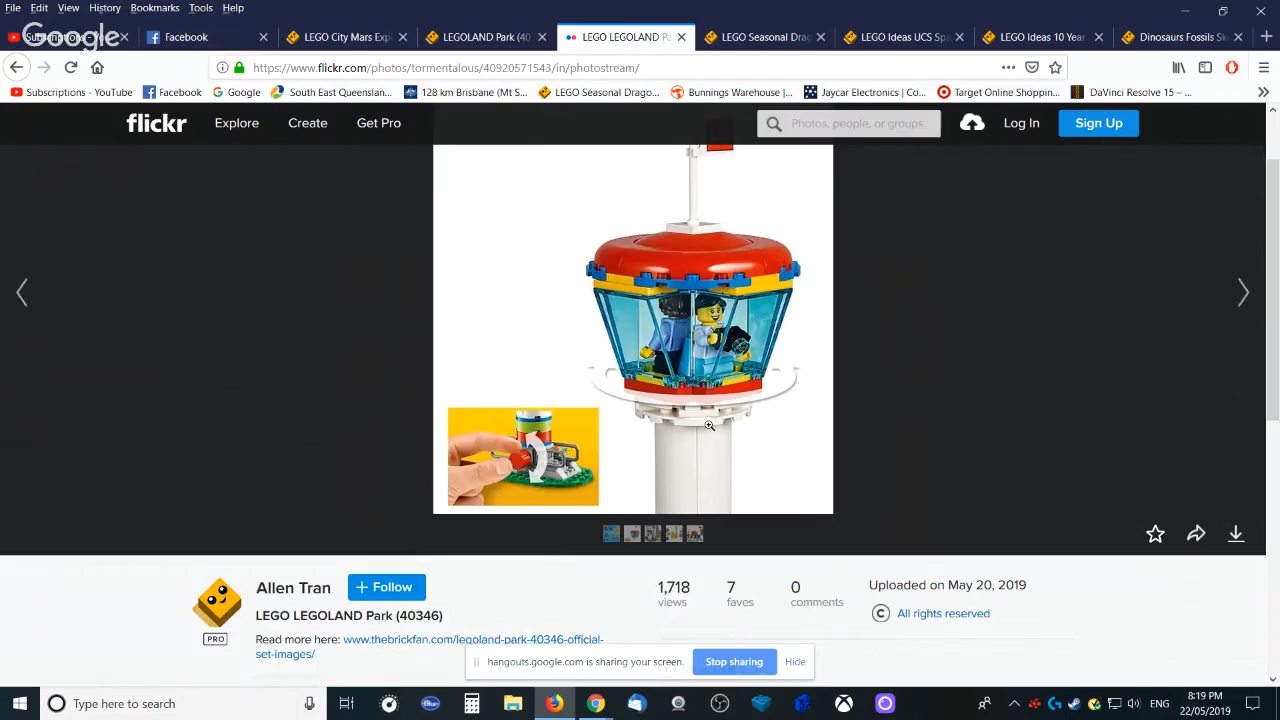 File Edit View History Bookmarks Tools Help
Google
Facebook
LEGO City Mars Expl
LEGOLAND Park (40
LEGO LEGOLAND Pa
LEGO Seasonal Drag
LEGO Ideas UCS Spa
LEGO Ideas 10 Year
Dinosaurs Fossils Sk
https://www.flickr.com/photos/tormentalous/40920571543/in/photostream/
Subscriptions - YouTube
Facebook
Google
South East Queenslan...
128 km Brisbane (Mt S...
LEGO Seasonal Drago...
Bunnings Warehouse |...
Jaycar Electronics | Co...
Target Online Shoppin...
DaVinci Resolve 15 – ...
flickr
Explore
Create
Get Pro
Photos, people, or groups
Log In
Sign Up
Allen Tran
+ Follow
LEGO LEGOLAND Park (40346)
PRO
Read more here: www.thebrickfan.com/legoland-park-40346-official-
set-images/
1,718
views
7
faves
0
comments
Uploaded on May 20, 2019
All rights reserved
hangouts.google.com is sharing your screen.
Stop sharing
Hide
Type here to search
ENG
8:19 PM
22/05/2019